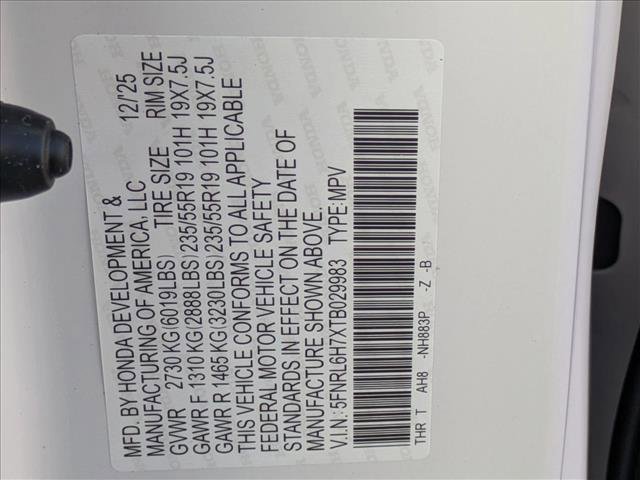 MFD. BY HONDA DEVELOPMENT &
MANUFACTURING OF AMERICA, LLC 12/'25
GVWR 2730 KG(6019LBS) TIRE SIZE RIM SIZE
GAWR F 1310 KG(2888LBS)235/55R19 101H 19X7.5J
GAWR R 1465 KG(3230LBS)235/55R19 101H 19X7.5J
THIS VEHICLE CONFORMS TO ALL APPLICABLE
FEDERAL MOTOR VEHICLE SAFETY
STANDARDS IN EFFECT ON THE DATE OF
MANUFACTURE SHOWN ABOVE.
V.I.N.: 5FNRL6H7XTB029983 TYPE: MPV
THR T AH8 -NH883P -Z -B